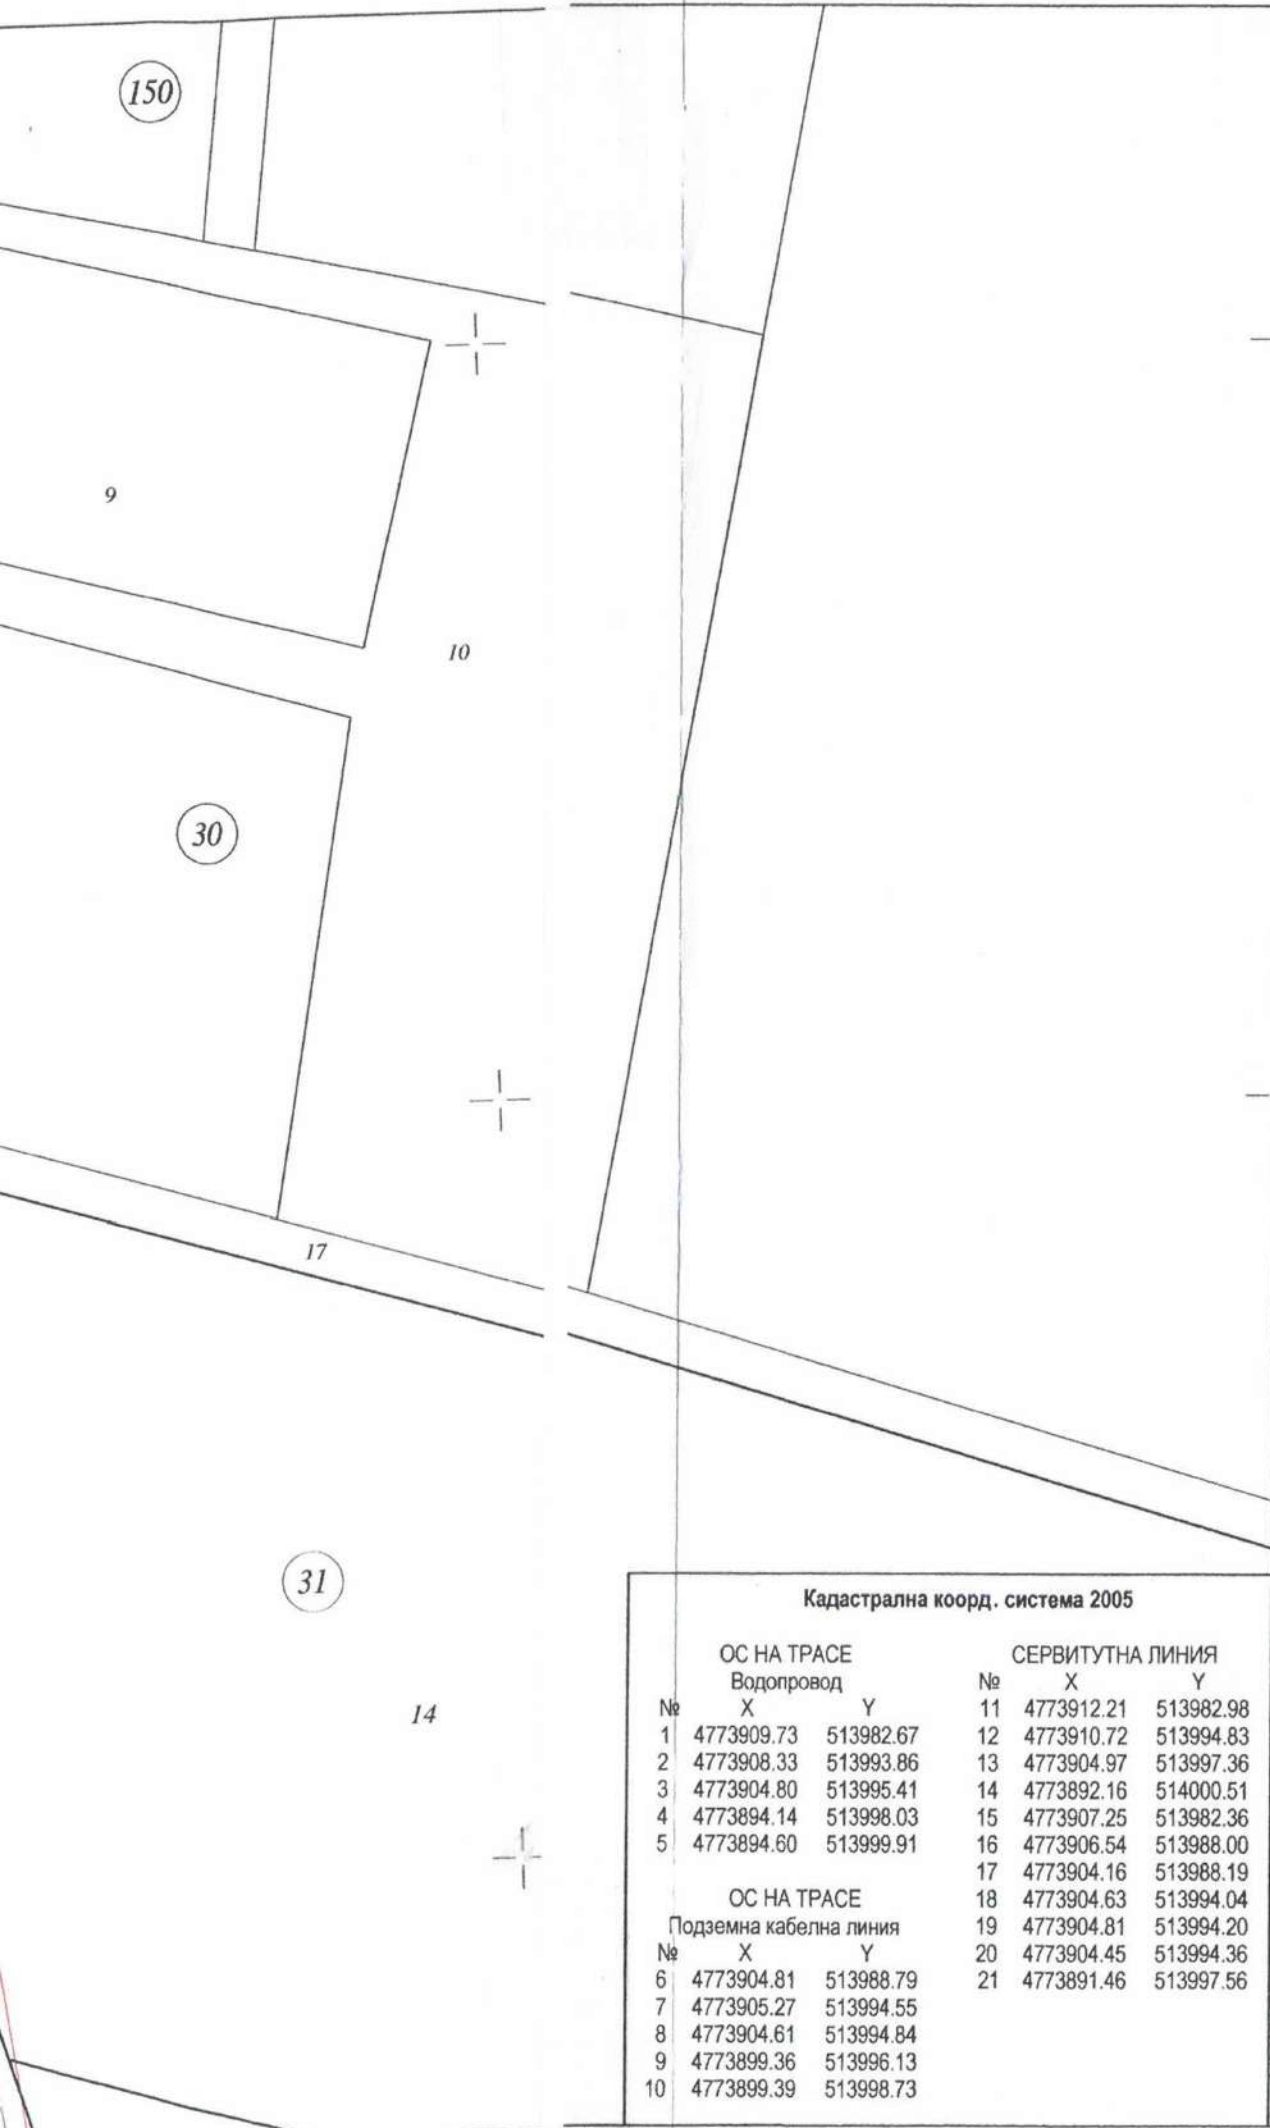 150
9
10
30
17
31
14
Кадастрална коорд. система 2005
ОС НА ТРАСЕ
Водопровод
№ X Y
1 4773909.73 513982.67
2 4773908.33 513993.86
3 4773904.80 513995.41
4 4773894.14 513998.03
5 4773894.60 513999.91
ОС НА ТРАСЕ
Подземна кабелна линия
№ X Y
6 4773904.81 513988.79
7 4773905.27 513994.55
8 4773904.61 513994.84
9 4773899.36 513996.13
10 4773899.39 513998.73
СЕРВИТУТНА ЛИНИЯ
№ X Y
11 4773912.21 513982.98
12 4773910.72 513994.83
13 4773904.97 513997.36
14 4773892.16 514000.51
15 4773907.25 513982.36
16 4773906.54 513988.00
17 4773904.16 513988.19
18 4773904.63 513994.04
19 4773904.81 513994.20
20 4773904.45 513994.36
21 4773891.46 513997.56